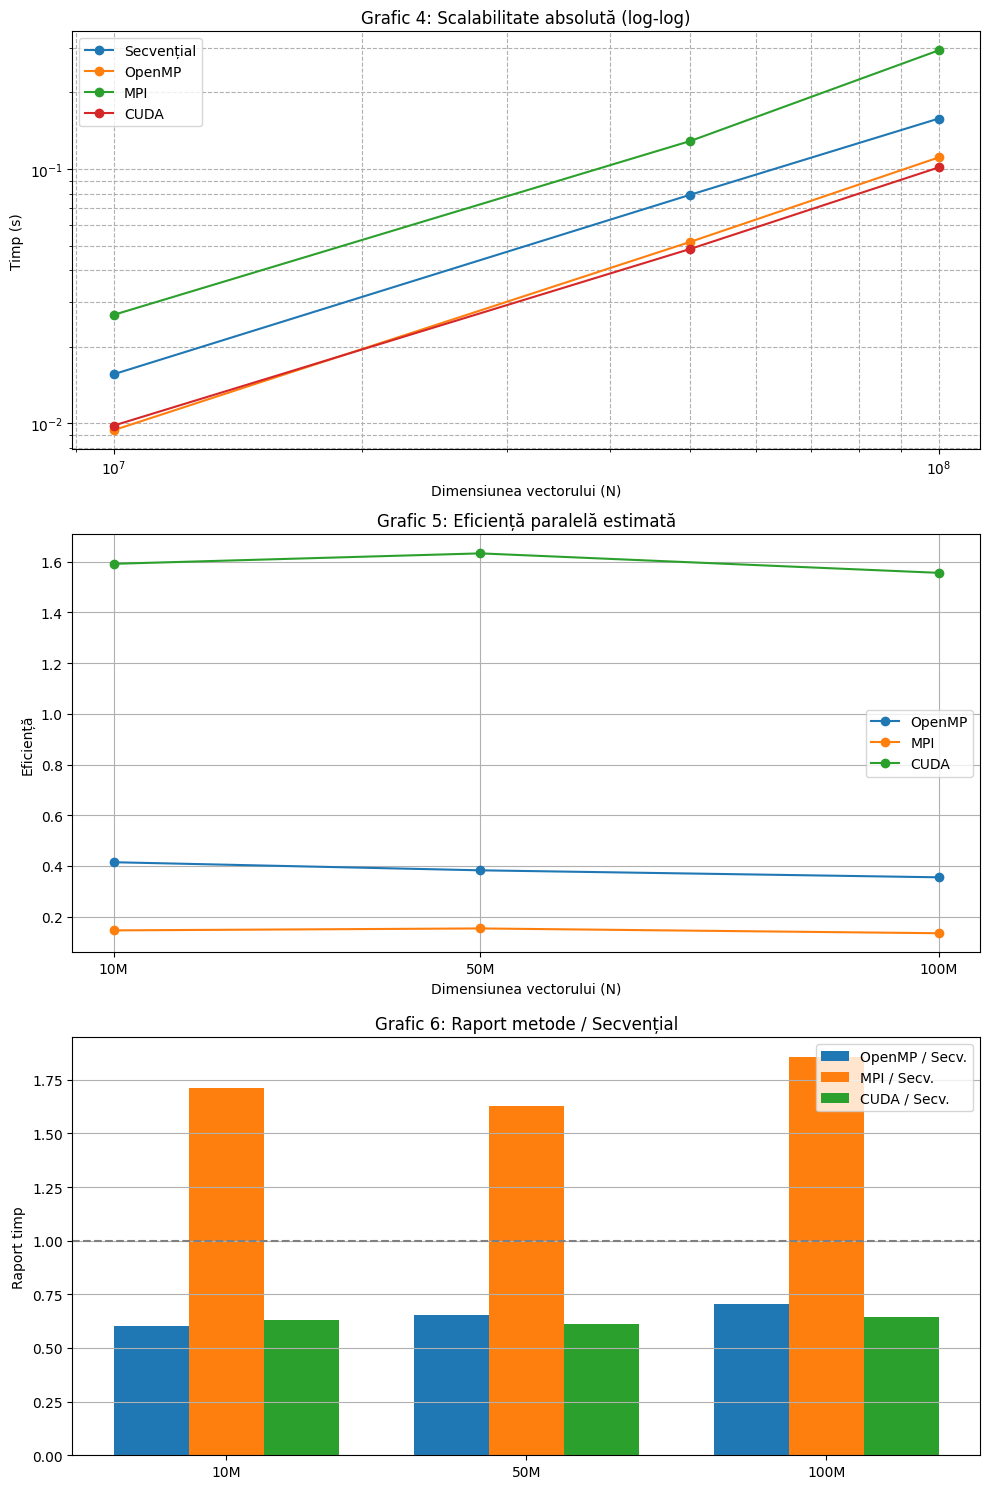 Grafic 4: Scalabilitate absolută (log-log)
Secvențial
OpenMP
MPI
CUDA
10⁻¹
10⁻²
Timp (s)
10⁷
10⁸
Dimensiunea vectorului (N)
Grafic 5: Eficiență paralelă estimată
1.6
1.4
1.2
1.0
0.8
0.6
0.4
0.2
Eficiență
OpenMP
MPI
CUDA
10M
50M
100M
Dimensiunea vectorului (N)
Grafic 6: Raport metode / Secvențial
OpenMP / Secv.
MPI / Secv.
CUDA / Secv.
1.75
1.50
1.25
1.00
0.75
0.50
0.25
0.00
Raport timp
10M
50M
100M